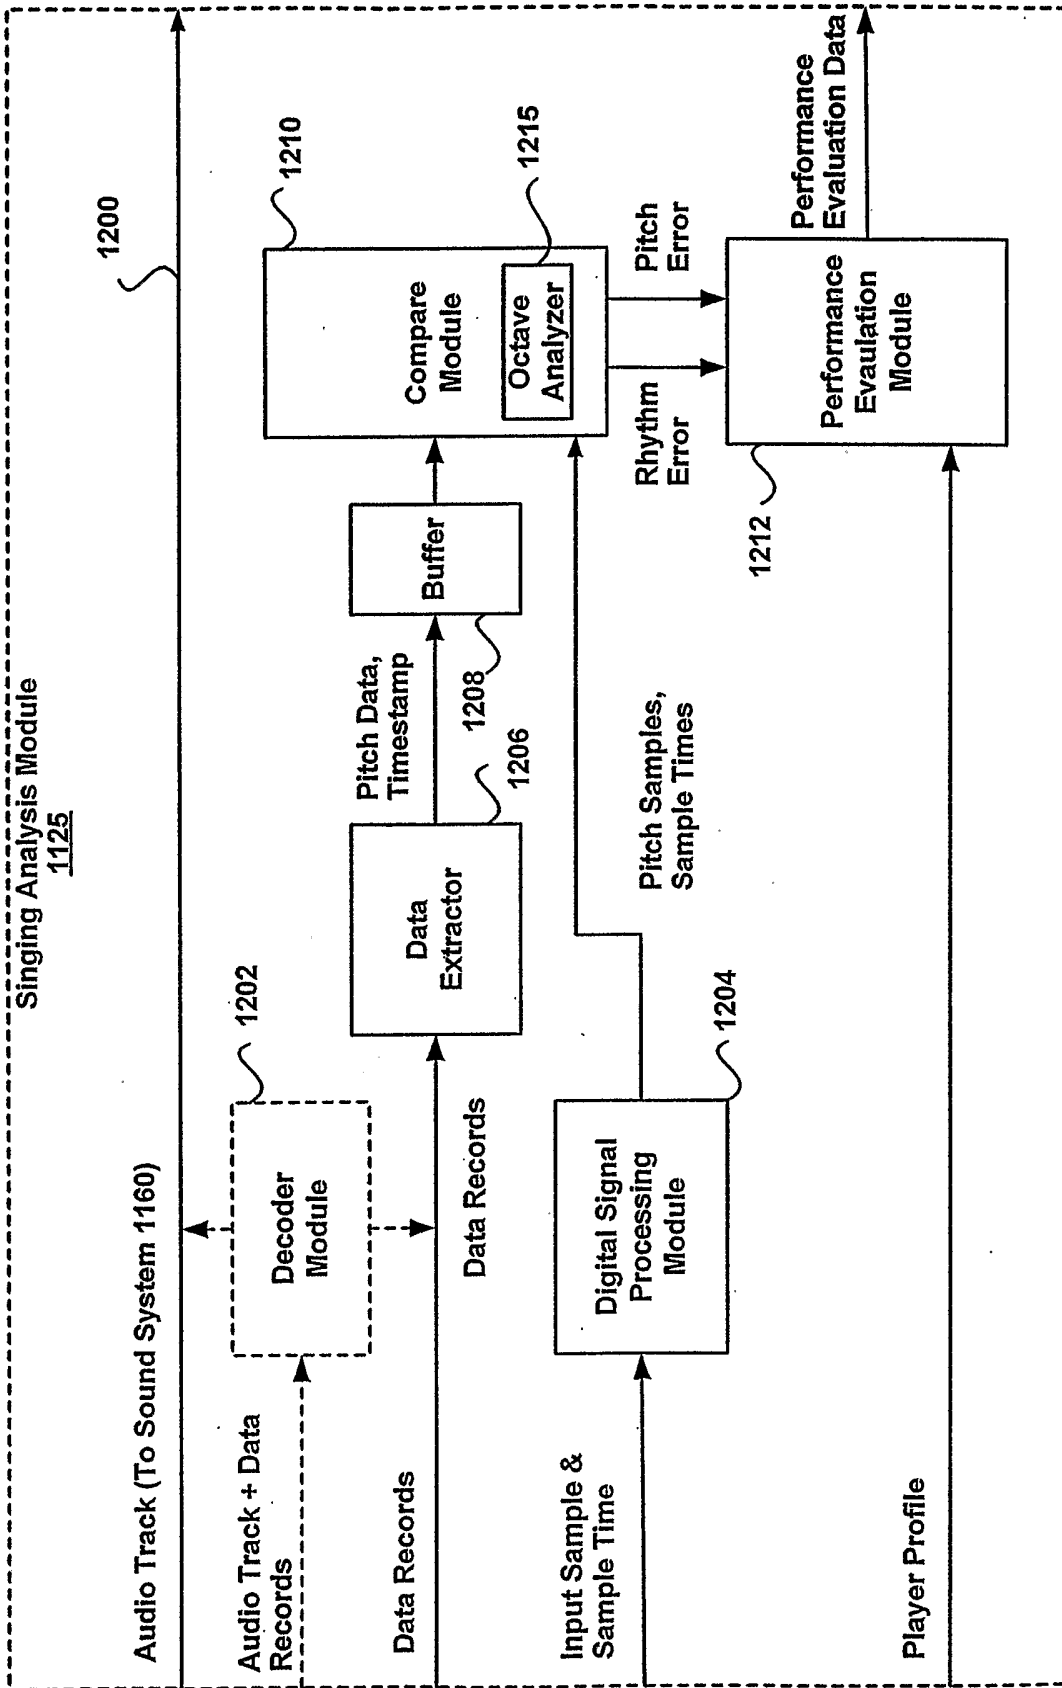 Singing Analysis Module
1125
1200
Audio Track (To Sound System 1160)
Audio Track + Data
Records
Decoder
Module
1202
Data Records
Data Records
Data
Extractor
1206
Pitch Data,
Timestamp
Buffer
1208
Compare
Module
1210
Octave
Analyzer
1215
Input Sample &
Sample Time
Digital Signal
Processing
Module
1204
Pitch Samples,
Sample Times
Rhythm
Error
Pitch
Error
Player Profile
Performance
Evaulation
Module
1212
Performance
Evaluation Data